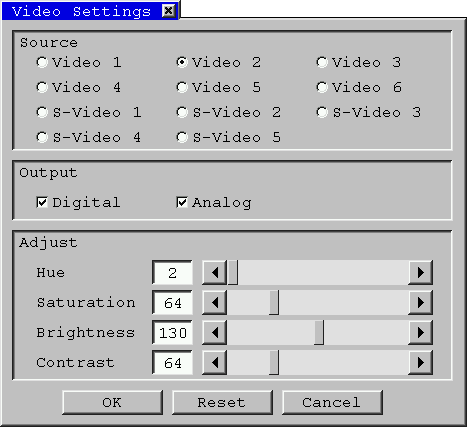 Video Settings
Source
Video 1 Video 2 Video 3
Video 4 Video 5 Video 6
S-Video 1 S-Video 2 S-Video 3
S-Video 4 S-Video 5
Output
Digital Analog
Adjust
Hue 2
Saturation 64
Brightness 130
Contrast 64
OK Reset Cancel